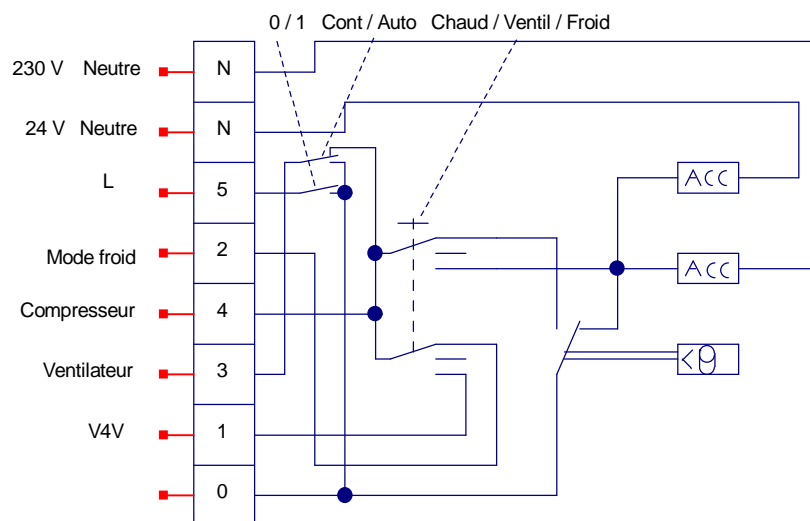 0 / 1 Cont / Auto Chaud / Ventil / Froid
230 V Neutre N
24 V Neutre N
L 5
Mode froid 2
Compresseur 4
Ventilateur 3
V4V 1
0
ACC
ACC